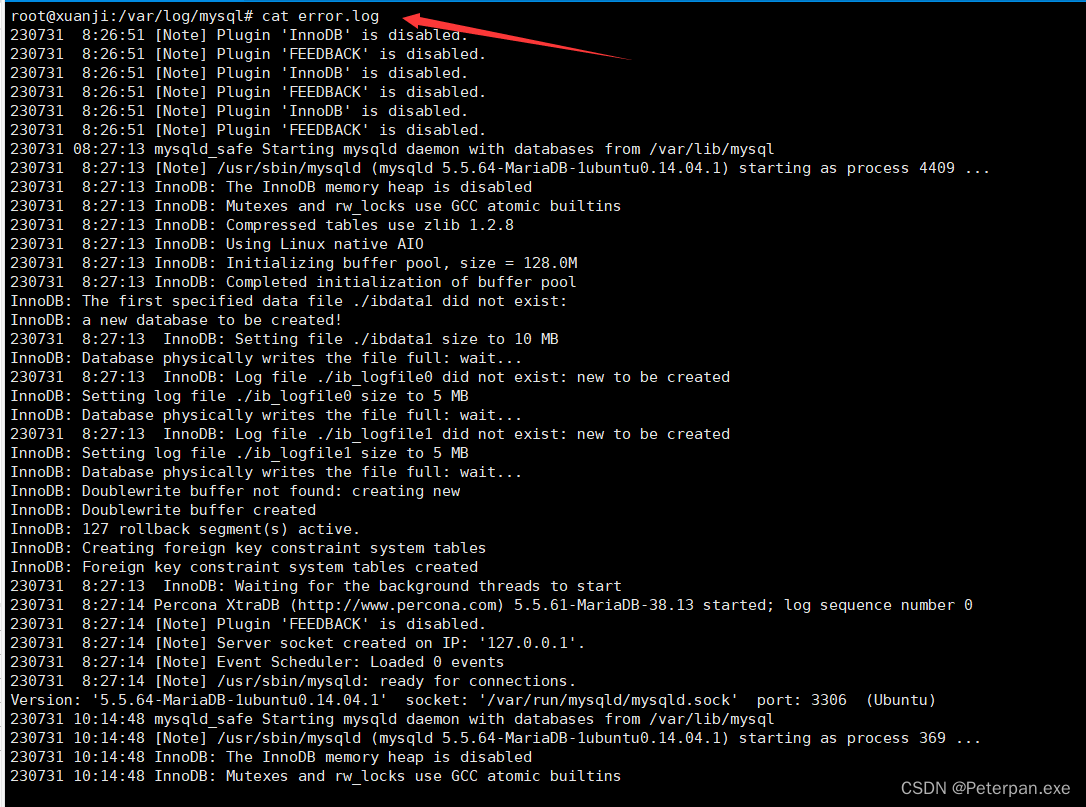 root@xuanji:/var/log/mysql# cat error.log
230731  8:26:51 [Note] Plugin 'InnoDB' is disabled.
230731  8:26:51 [Note] Plugin 'FEEDBACK' is disabled.
230731  8:26:51 [Note] Plugin 'InnoDB' is disabled.
230731  8:26:51 [Note] Plugin 'FEEDBACK' is disabled.
230731  8:26:51 [Note] Plugin 'InnoDB' is disabled.
230731  8:26:51 [Note] Plugin 'FEEDBACK' is disabled.
230731 08:27:13 mysqld_safe Starting mysqld daemon with databases from /var/lib/mysql
230731  8:27:13 [Note] /usr/sbin/mysqld (mysqld 5.5.64-MariaDB-1ubuntu0.14.04.1) starting as process 4409 ...
230731  8:27:13 InnoDB: The InnoDB memory heap is disabled
230731  8:27:13 InnoDB: Mutexes and rw_locks use GCC atomic builtins
230731  8:27:13 InnoDB: Compressed tables use zlib 1.2.8
230731  8:27:13 InnoDB: Using Linux native AIO
230731  8:27:13 InnoDB: Initializing buffer pool, size = 128.0M
230731  8:27:13 InnoDB: Completed initialization of buffer pool
InnoDB: The first specified data file ./ibdata1 did not exist:
InnoDB: a new database to be created!
230731  8:27:13  InnoDB: Setting file ./ibdata1 size to 10 MB
InnoDB: Database physically writes the file full: wait...
230731  8:27:13  InnoDB: Log file ./ib_logfile0 did not exist: new to be created
InnoDB: Setting log file ./ib_logfile0 size to 5 MB
InnoDB: Database physically writes the file full: wait...
230731  8:27:13  InnoDB: Log file ./ib_logfile1 did not exist: new to be created
InnoDB: Setting log file ./ib_logfile1 size to 5 MB
InnoDB: Database physically writes the file full: wait...
InnoDB: Doublewrite buffer not found: creating new
InnoDB: Doublewrite buffer created
InnoDB: 127 rollback segment(s) active.
InnoDB: Creating foreign key constraint system tables
InnoDB: Foreign key constraint system tables created
230731  8:27:13  InnoDB: Waiting for the background threads to start
230731  8:27:14 Percona XtraDB (http://www.percona.com) 5.5.61-MariaDB-38.13 started; log sequence number 0
230731  8:27:14 [Note] Plugin 'FEEDBACK' is disabled.
230731  8:27:14 [Note] Server socket created on IP: '127.0.0.1'.
230731  8:27:14 [Note] Event Scheduler: Loaded 0 events
230731  8:27:14 [Note] /usr/sbin/mysqld: ready for connections.
Version: '5.5.64-MariaDB-1ubuntu0.14.04.1'  socket: '/var/run/mysqld/mysqld.sock'  port: 3306  (Ubuntu)
230731 10:14:48 mysqld_safe Starting mysqld daemon with databases from /var/lib/mysql
230731 10:14:48 [Note] /usr/sbin/mysqld (mysqld 5.5.64-MariaDB-1ubuntu0.14.04.1) starting as process 369 ...
230731 10:14:48 InnoDB: The InnoDB memory heap is disabled
230731 10:14:48 InnoDB: Mutexes and rw_locks use GCC atomic builtins
CSDN @Peterpan.exe